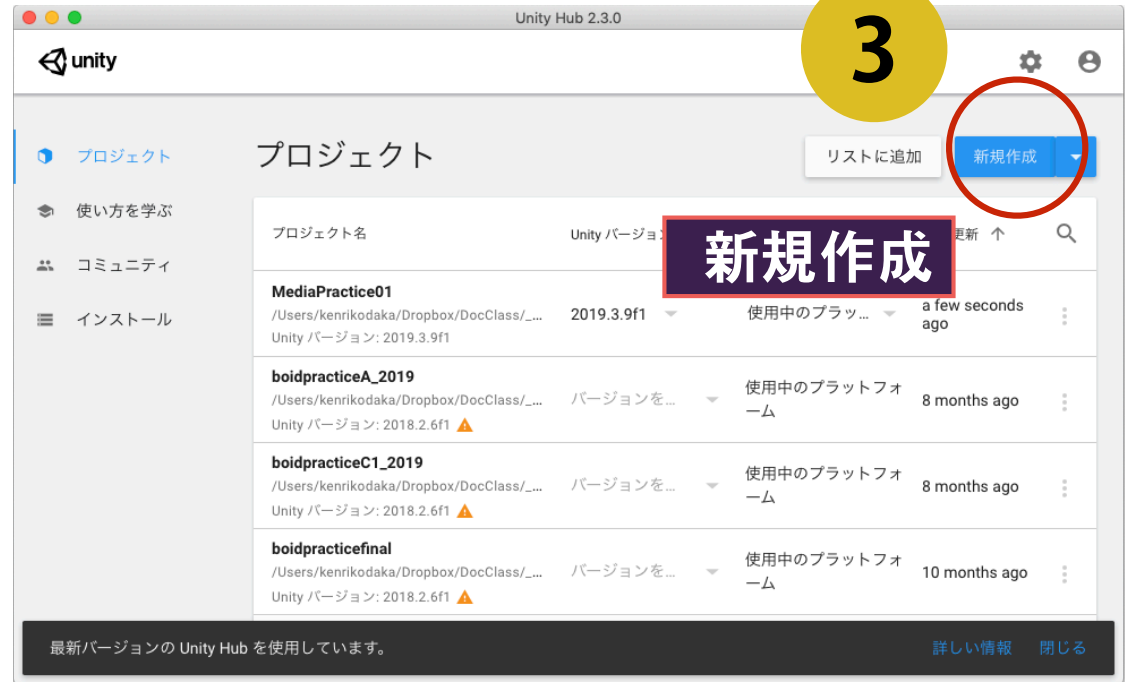 Unity Hub 2.3.0
3
unity
プロジェクト
使い方を学ぶ
コミュニティ
インストール
プロジェクト
リストに追加
新規作成
プロジェクト名
Unity バージョン
更新
新規作成
MediaPractice01
/Users/kenrikodaka/Dropbox/DocClass/_...
Unity バージョン: 2019.3.9f1
2019.3.9f1
使用中のプラッ...
a few seconds
ago
boidpracticeA_2019
/Users/kenrikodaka/Dropbox/DocClass/_...
Unity バージョン: 2018.2.6f1
バージョンを...
使用中のプラットフォ
ーム
8 months ago
boidpracticeC1_2019
/Users/kenrikodaka/Dropbox/DocClass/_...
Unity バージョン: 2018.2.6f1
バージョンを...
使用中のプラットフォ
ーム
8 months ago
boidpracticefinal
/Users/kenrikodaka/Dropbox/DocClass/_...
Unity バージョン: 2018.2.6f1
バージョンを...
使用中のプラットフォ
ーム
10 months ago
最新バージョンの Unity Hub を使用しています。
詳しい情報
閉じる